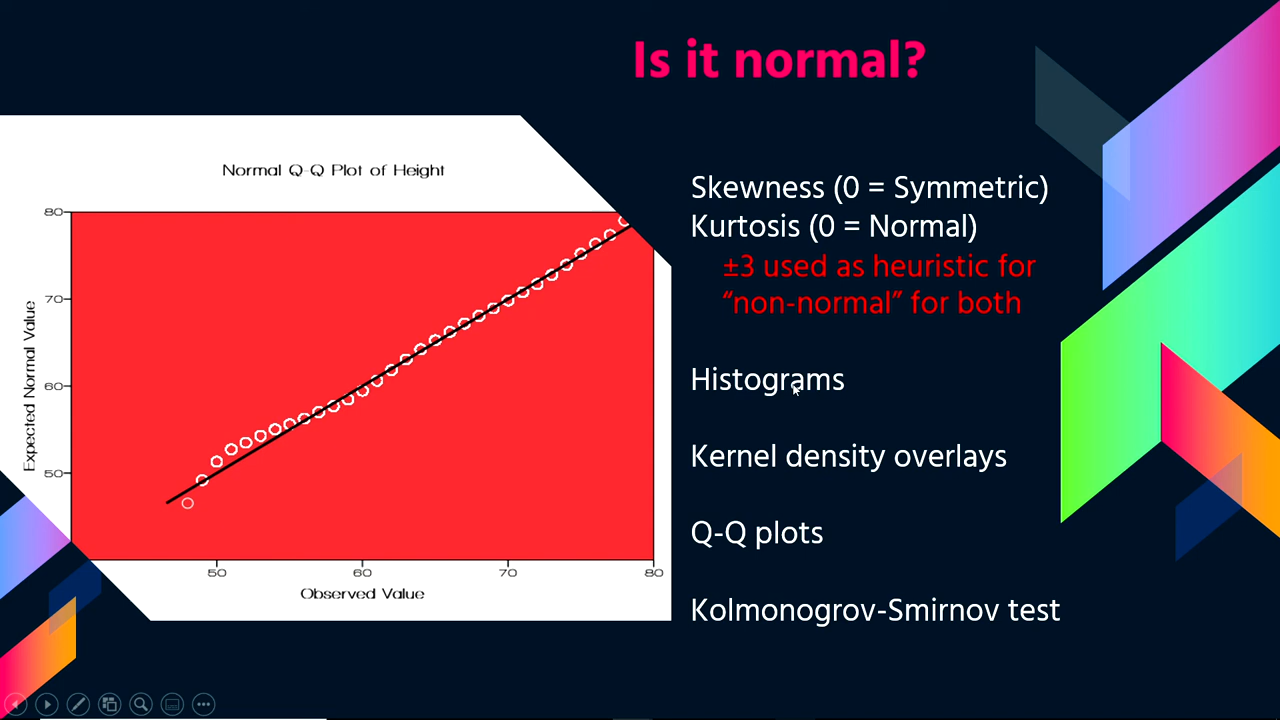 Is it normal?
Normal Q-Q Plot of Height
80
70
60
50
Expected Normal Value
50
60
70
80
Observed Value
Skewness (0 = Symmetric)
Kurtosis (0 = Normal)
±3 used as heuristic for
“non-normal” for both
Histograms
Kernel density overlays
Q-Q plots
Kolmonogrov-Smirnov test